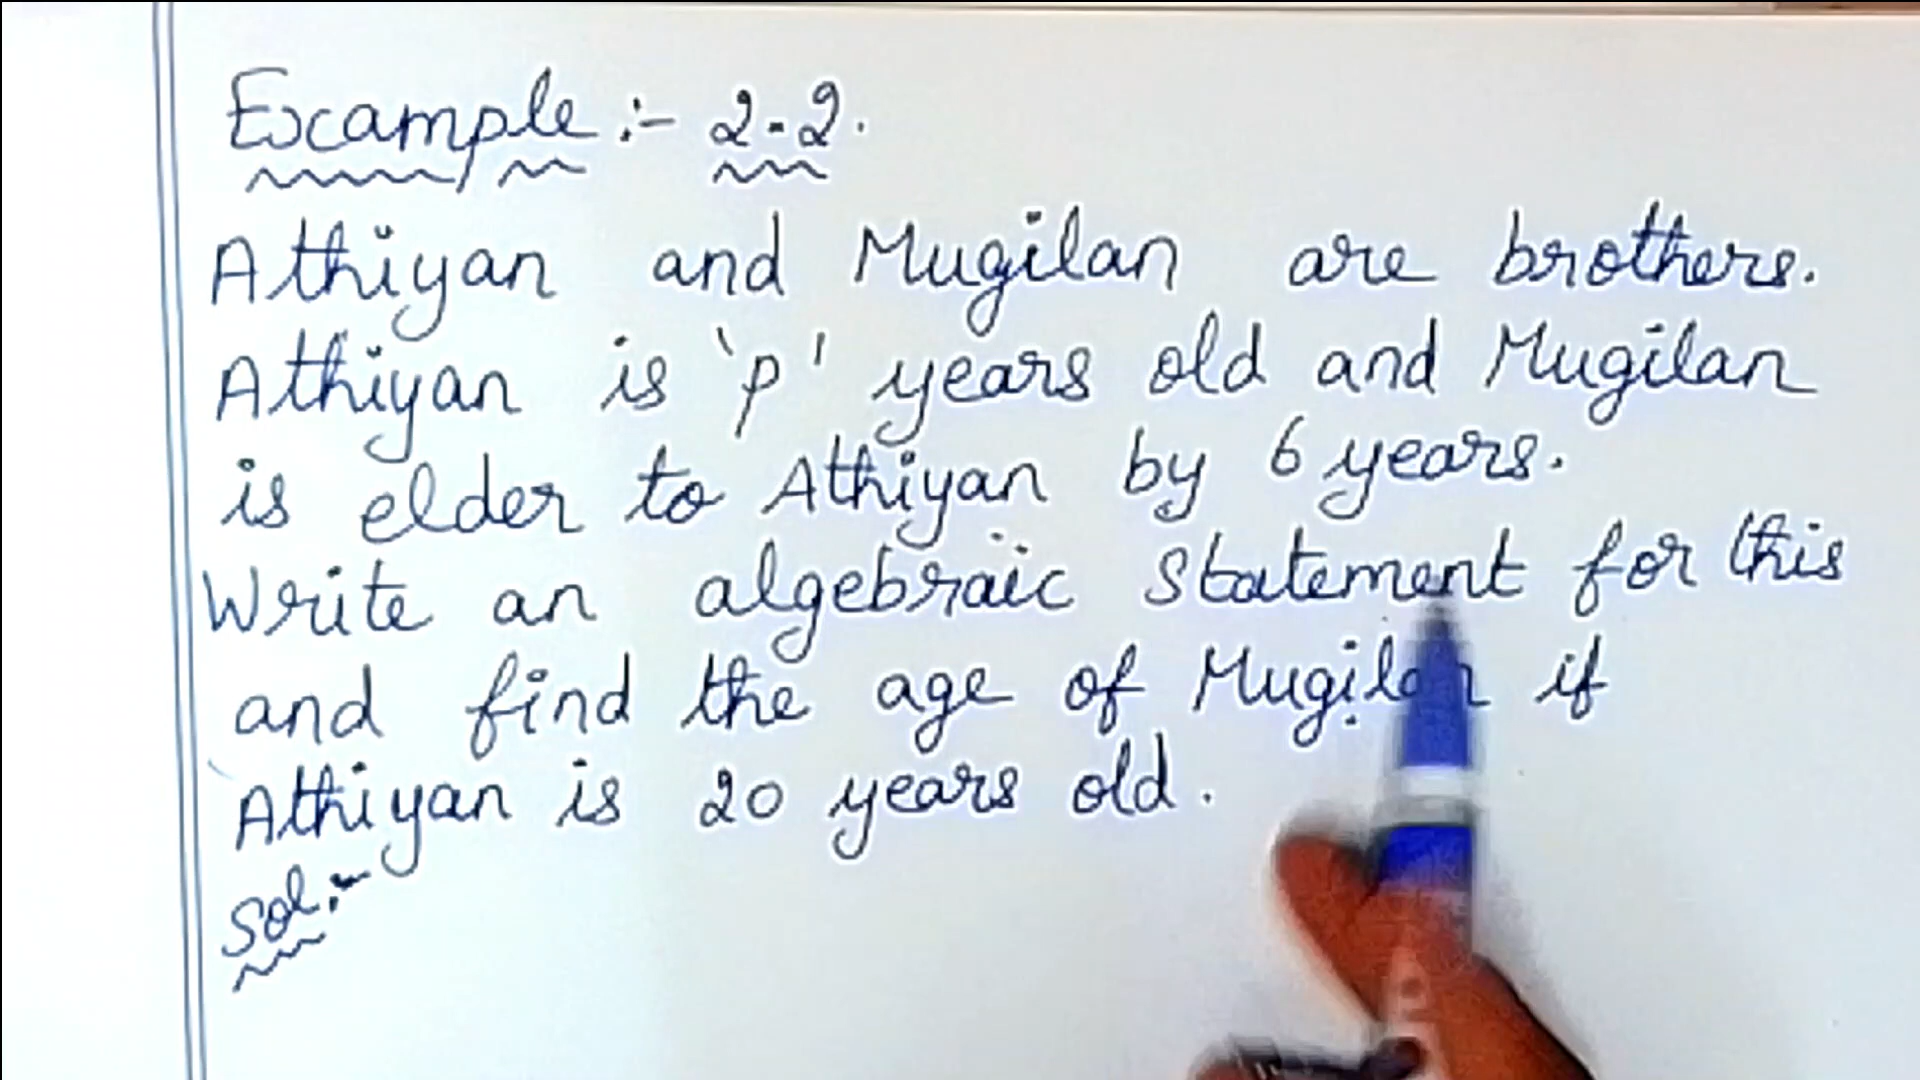 Example :- 2.2.
Athiyan and Mugilan are brothers.
Athiyan is 'p' years old and Mugilan
is elder to Athiyan by 6 years.
Write an algebraic statement for this
and find the age of Mugilan if
Athiyan is 20 years old.
Sol:-